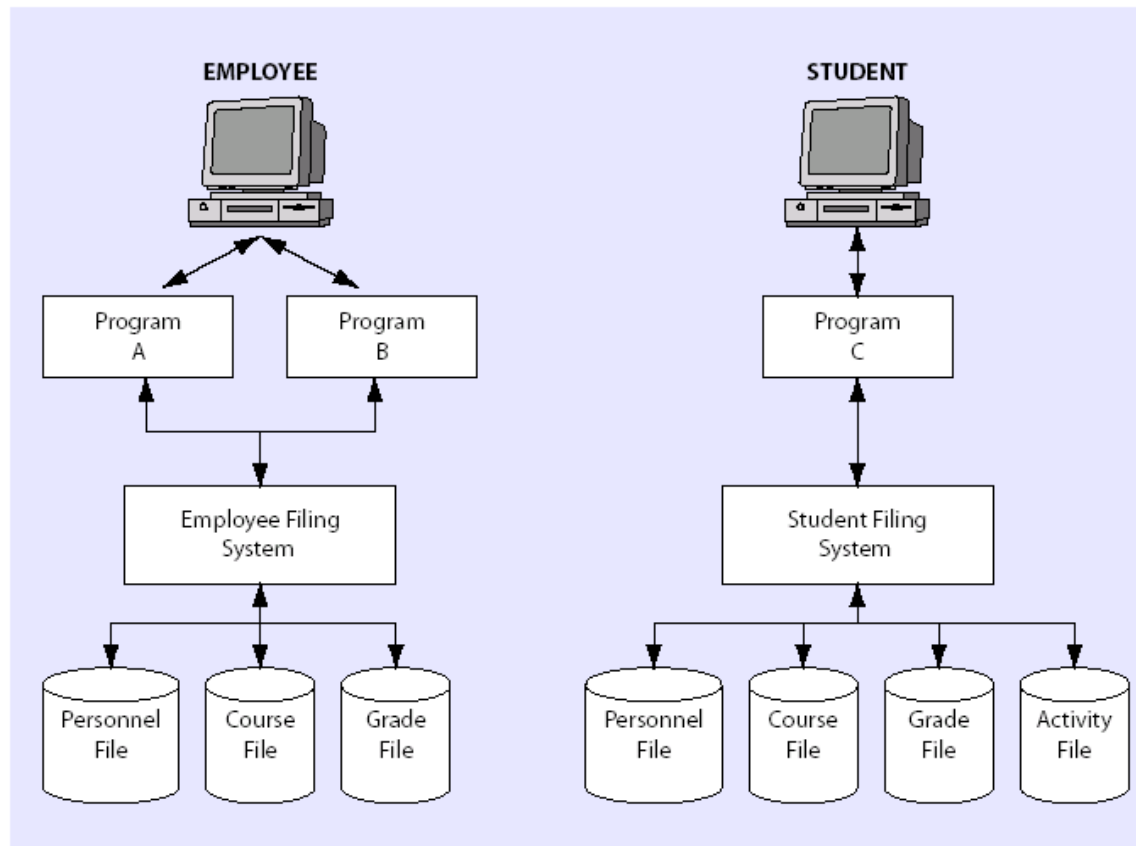 EMPLOYEE
STUDENT
Program
A
Program
B
Program
C
Employee Filing
System
Student Filing
System
Personnel
File
Course
File
Grade
File
Personnel
File
Course
File
Grade
File
Activity
File